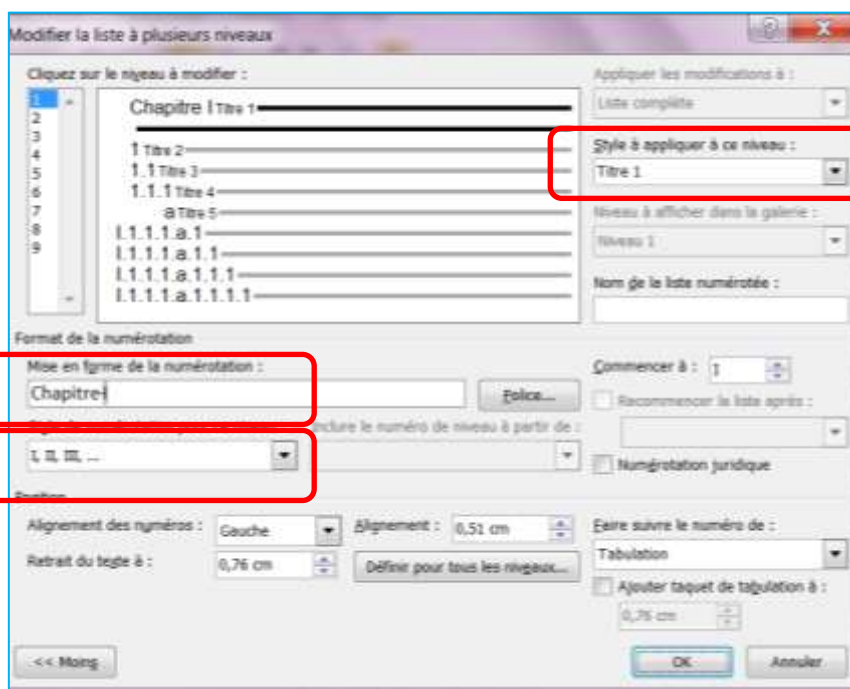 Modifier la liste à plusieurs niveaux
Cliquez sur le niveau à modifier :
Appliquer les modifications à :
1
2
3
4
5
6
7
8
9
Chapitre I Titre 1
1 Titre 2
1.1 Titre 3
1.1.1 Titre 4
a Titre 5
I.1.1.1.a.1
I.1.1.1.a.1.1
I.1.1.1.a.1.1.1
I.1.1.1.a.1.1.1.1
Liste complète
Style à appliquer à ce niveau :
Titre 1
Niveau à afficher dans la galerie :
Niveau 1
Nom de la liste numérotée :
Format de la numérotation
Mise en forme de la numérotation :
Chapitre
Police...
Commencer à : 1
Recommencer la liste après :
inclure le numéro de niveau à partir de :
I, II, III, ...
Numérotation juridique
Position
Alignement des numéros : Gauche
Alignement : 0,51 cm
Faire suivre le numéro de :
Tabulation
Retrait du texte à : 0,76 cm
Définir pour tous les niveaux...
Ajouter taquet de tabulation à :
0,76 cm
<< Moins
OK
Annuler